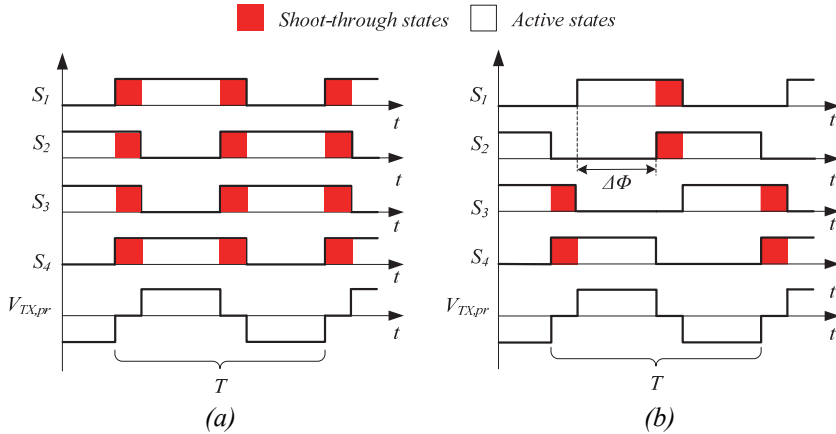 Shoot-through states
Active states
S1
t
S2
t
S3
t
S4
t
VTX,pr
t
T
(a)
S1
t
S2
t
ΔΦ
S3
t
S4
t
VTX,pr
t
T
(b)